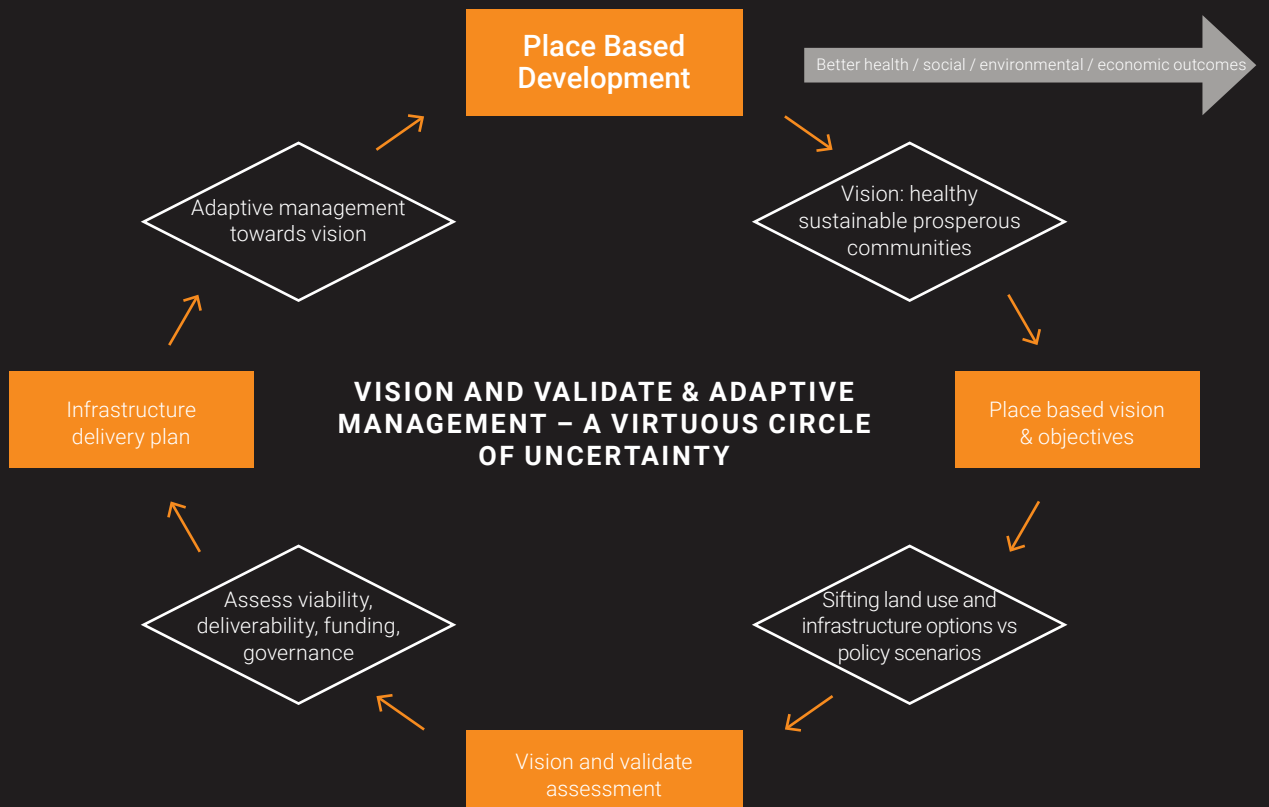 Place Based
Development
Better health / social / environmental / economic outcomes
Adaptive management
towards vision
Vision: healthy
sustainable prosperous
communities
Infrastructure
delivery plan
VISION AND VALIDATE & ADAPTIVE
MANAGEMENT – A VIRTUOUS CIRCLE
OF UNCERTAINTY
Place based vision
& objectives
Assess viability,
deliverability, funding,
governance
Sifting land use and
infrastructure options vs
policy scenarios
Vision and validate
assessment